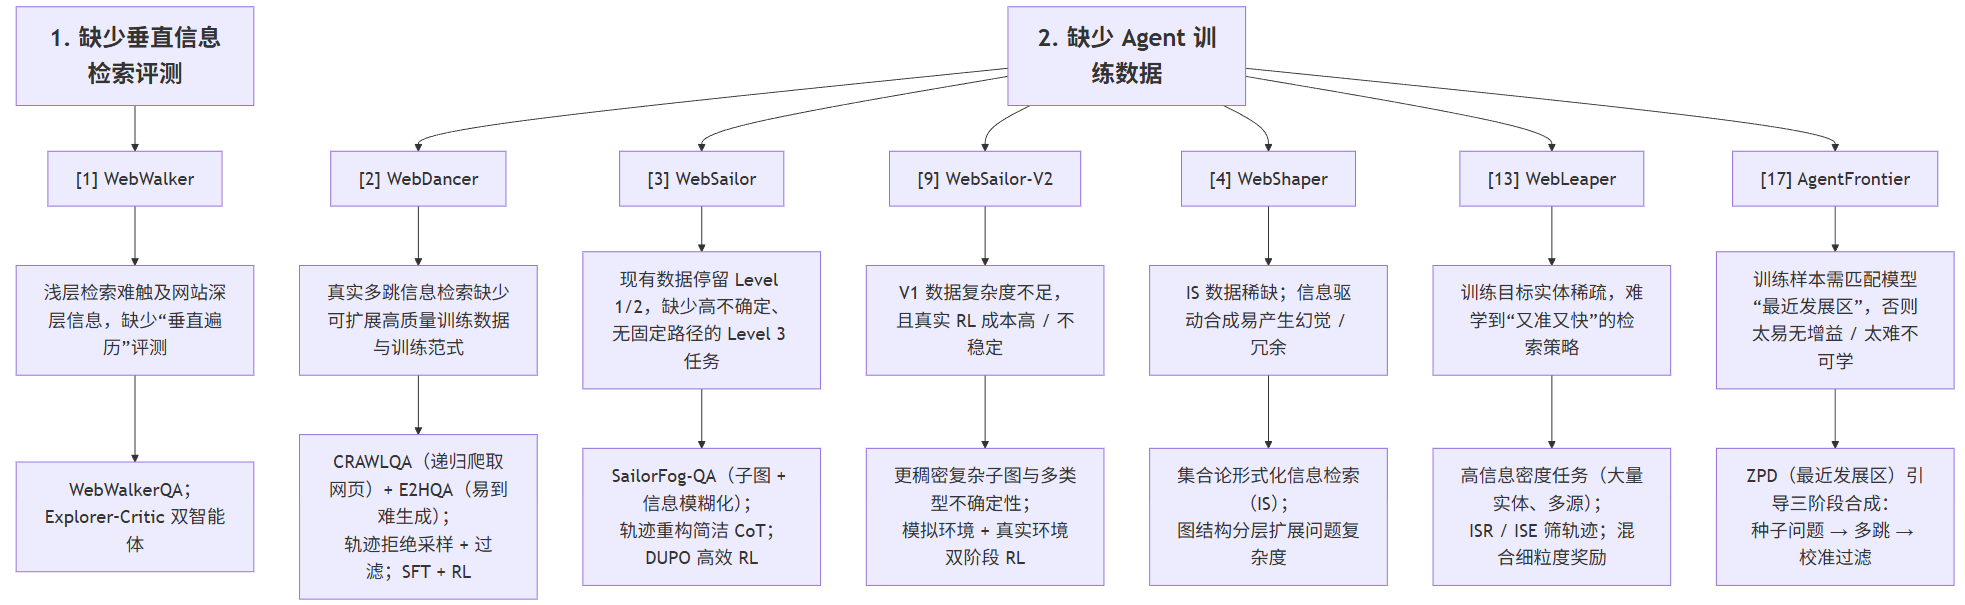 1. 缺少垂直信息
检索评测
2. 缺少 Agent 训
练数据
[1] WebWalker
[2] WebDancer
[3] WebSailor
[9] WebSailor-V2
[4] WebShaper
[13] WebLeaper
[17] AgentFrontier
浅层检索难触及网站深
层信息，缺少“垂直遍
历”评测
真实多跳信息检索缺少
可扩展高质量训练数据
与训练范式
现有数据停留 Level
1/2，缺少高不确定、
无固定路径的 Level 3
任务
V1 数据复杂度不足，
且真实 RL 成本高 / 不
稳定
IS 数据稀缺；信息驱
动合成易产生幻觉 /
冗余
训练目标实体稀疏，难
学到“又准又快”的检
索策略
训练样本需匹配模型
“最近发展区”，否则
太易无增益 / 太难不
可学
WebWalkerQA；
Explorer-Critic 双智能
体
CRAWLQA（递归爬取
网页）+ E2HQA（易到
难生成）；
轨迹拒绝采样 + 过
滤；SFT + RL
SailorFog-QA（子图 +
信息模糊化）；
轨迹重构简洁 CoT；
DUPO 高效 RL
更稠密复杂子图与多类
型不确定性；
模拟环境 + 真实环境
双阶段 RL
集合论形式化信息检索
（IS）；
图结构分层扩展问题复
杂度
高信息密度任务（大量
实体、多源）；
ISR / ISE 筛轨迹；混
合细粒度奖励
ZPD（最近发展区）引
导三阶段合成：
种子问题 → 多跳 →
校准过滤